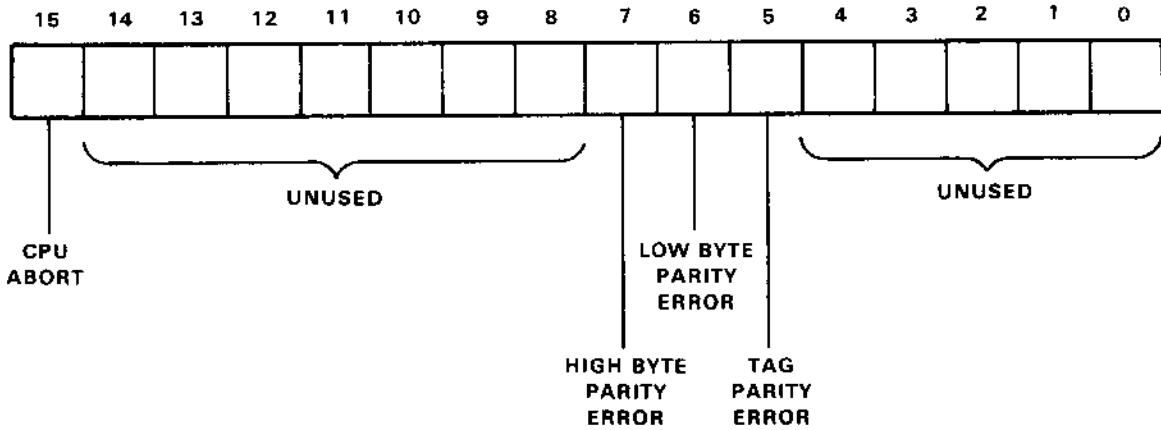 15 14 13 12 11 10 9 8 7 6 5 4 3 2 1 0
UNUSED
UNUSED
CPU
ABORT
LOW BYTE
PARITY
ERROR
HIGH BYTE
PARITY
ERROR
TAG
PARITY
ERROR